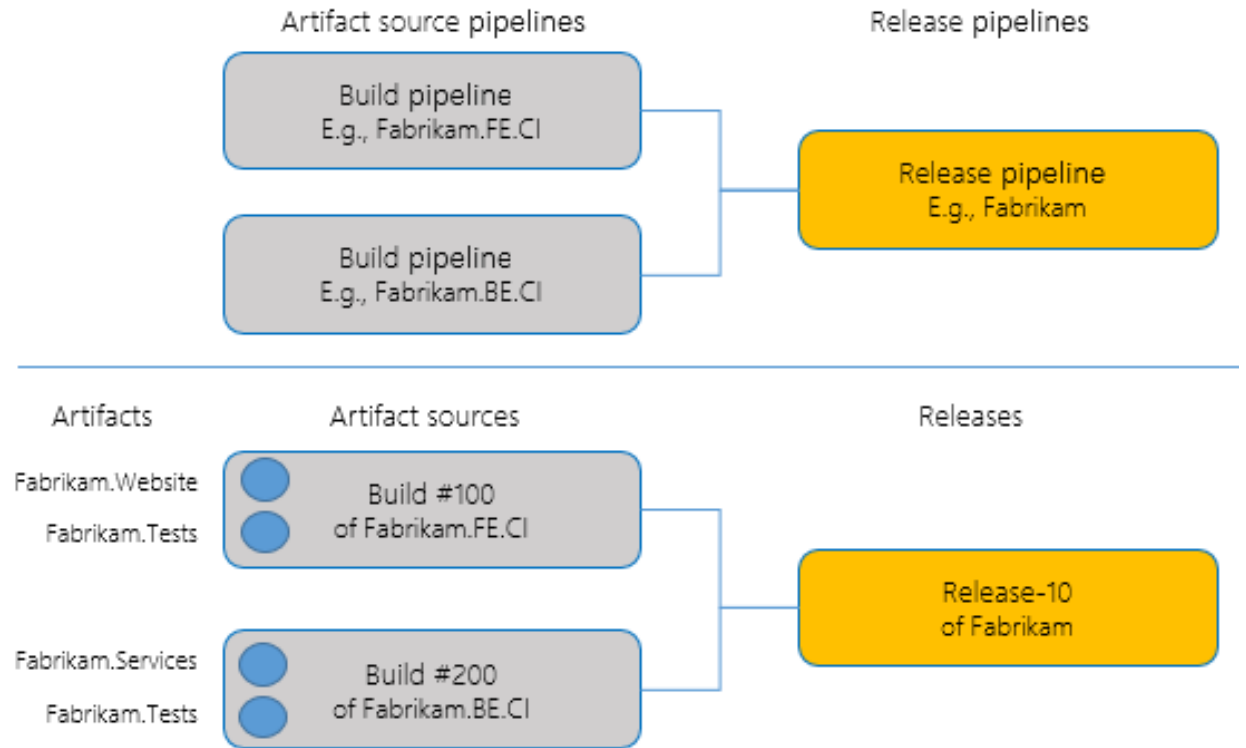 Artifact source pipelines
Release pipelines
Build pipeline
E.g., Fabrikam.FE.CI
Release pipeline
E.g., Fabrikam
Build pipeline
E.g., Fabrikam.BE.CI
Artifacts
Artifact sources
Releases
Fabrikam.Website
Fabrikam.Tests
Build #100
of Fabrikam.FE.CI
Release-10
of Fabrikam
Fabrikam.Services
Fabrikam.Tests
Build #200
of Fabrikam.BE.CI